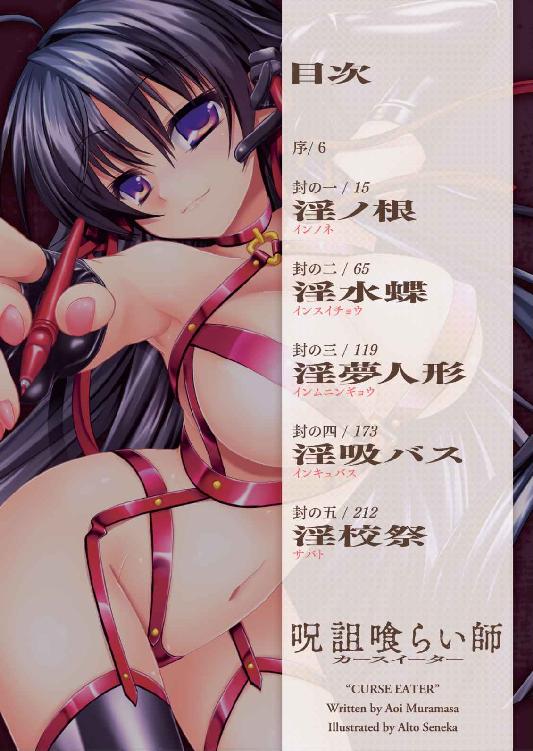 目次
序/ 6
封の一 / 15
淫ノ根
インノネ
封の二 / 65
淫水蝶
インスイチョウ
封の三 / 119
淫夢人形
インムニンギョウ
封の四 / 173
淫吸バス
インキュバス
封の五 / 212
淫校祭
サバト
呪詛喰らい師
カースイーター
“CURSE EATER”
Written by Aoi Muramasa
Illustrated by Alto Seneka